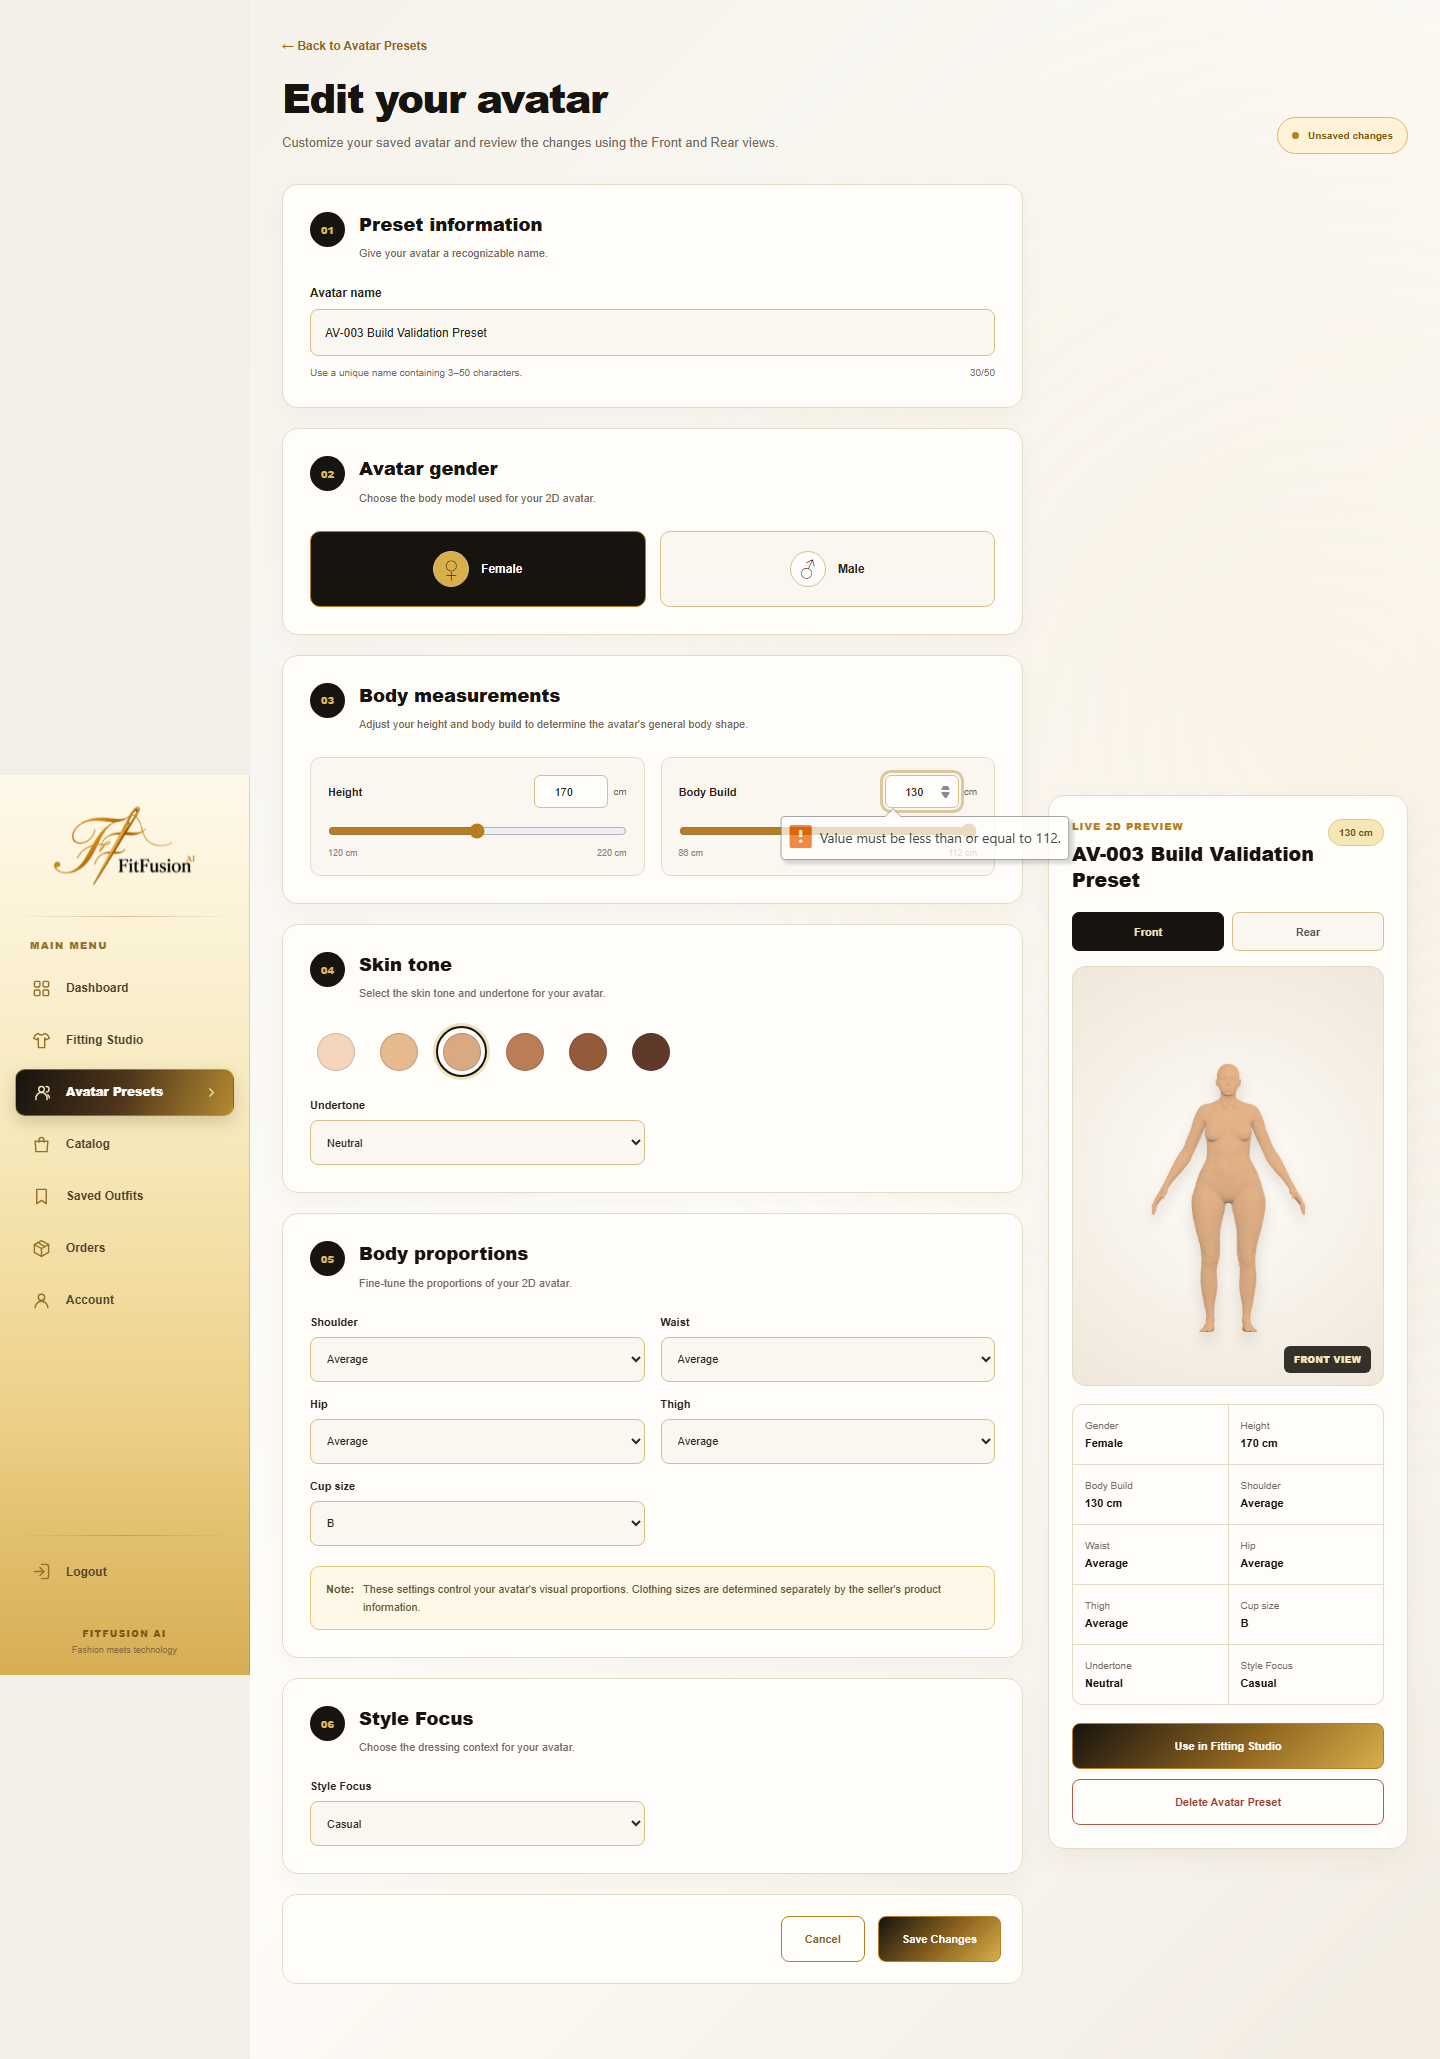 ← Back to Avatar Presets
Edit your avatar
Customize your saved avatar and review the changes using the Front and Rear views.
Unsaved changes
01
Preset information
Give your avatar a recognizable name.
Avatar name
AV-003 Build Validation Preset
Use a unique name containing 3–50 characters.
30/50
02
Avatar gender
Choose the body model used for your 2D avatar.
Female
Male
03
Body measurements
Adjust your height and body build to determine the avatar's general body shape.
Height
170
cm
120 cm
220 cm
Body Build
130
cm
86 cm
112 cm
Value must be less than or equal to 112.
04
Skin tone
Select the skin tone and undertone for your avatar.
Undertone
Neutral
05
Body proportions
Fine-tune the proportions of your 2D avatar.
Shoulder
Average
Waist
Average
Hip
Average
Thigh
Average
Cup size
B
Note: These settings control your avatar's visual proportions. Clothing sizes are determined separately by the seller's product
information.
06
Style Focus
Choose the dressing context for your avatar.
Style Focus
Casual
Cancel
Save Changes
LIVE 2D PREVIEW
130 cm
AV-003 Build Validation
Preset
Front
Rear
FRONT VIEW
Gender
Female
Height
170 cm
Body Build
130 cm
Shoulder
Average
Waist
Average
Hip
Average
Thigh
Average
Cup size
B
Undertone
Neutral
Style Focus
Casual
Use in Fitting Studio
Delete Avatar Preset
FitFusion AI
MAIN MENU
Dashboard
Fitting Studio
Avatar Presets
Catalog
Saved Outfits
Orders
Account
Logout
FITFUSION AI
Fashion meets technology